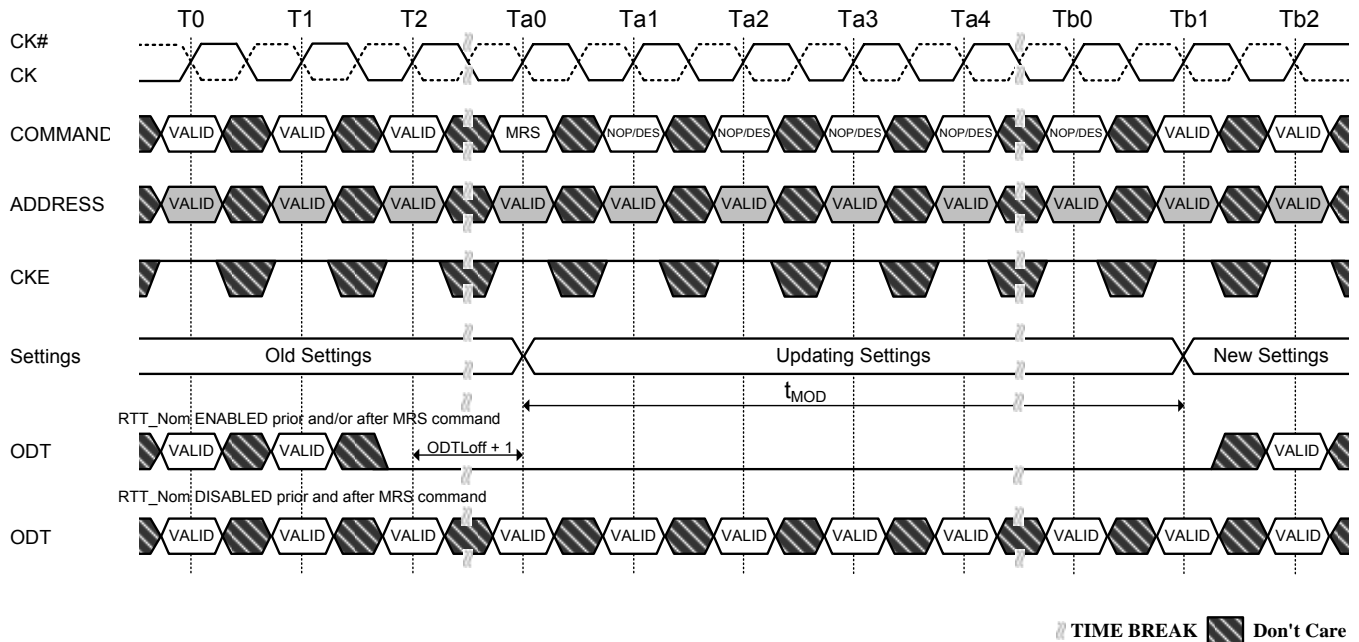 T0 T1 T2 Ta0 Ta1 Ta2 Ta3 Ta4 Tb0 Tb1 Tb2
CK#
CK
COMMAND VALID VALID VALID MRS NOP/DES NOP/DES NOP/DES NOP/DES NOP/DES VALID VALID
ADDRESS VALID VALID VALID VALID VALID VALID VALID VALID VALID VALID VALID
CKE
Settings Old Settings Updating Settings New Settings
tMOD
RTT_Nom ENABLED prior and/or after MRS command
ODT VALID VALID ODTLoff + 1 VALID
RTT_Nom DISABLED prior and after MRS command
ODT VALID VALID VALID VALID VALID VALID VALID VALID VALID VALID VALID
TIME BREAK Don't Care